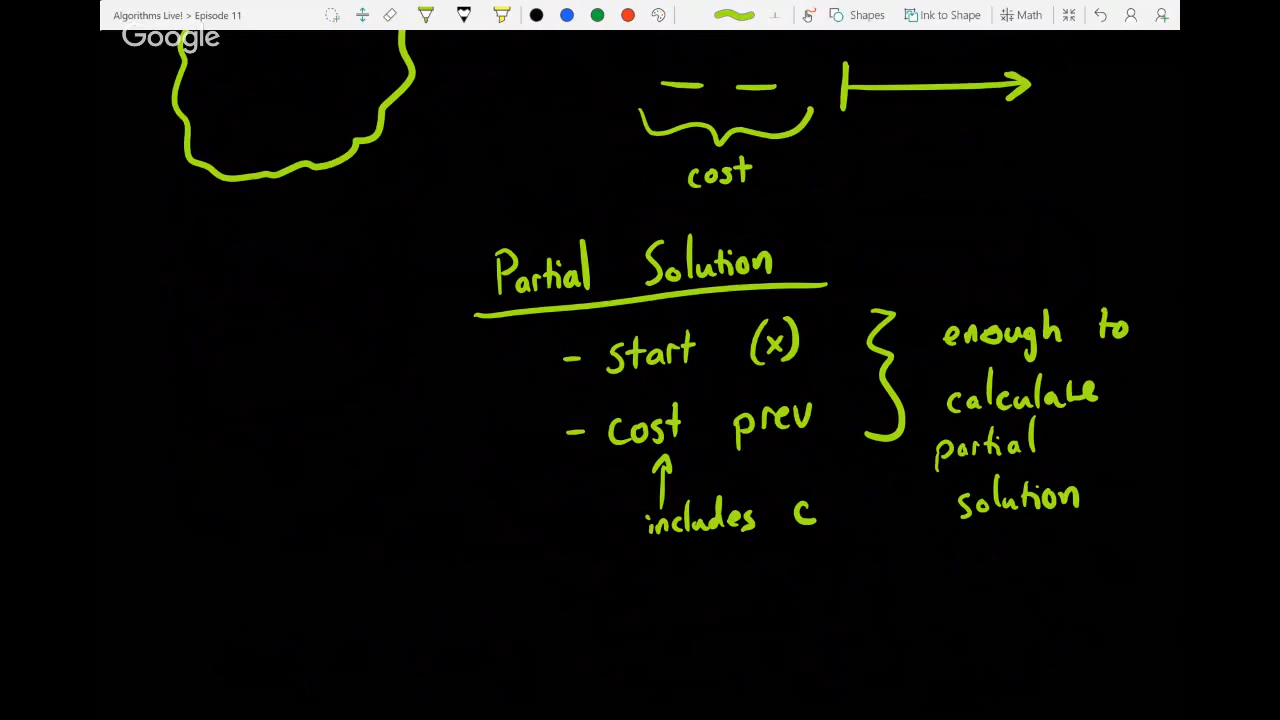 Algorithms Live! > Episode 11
Shapes
Ink to Shape
Math
Google
cost
Partial Solution
- start (x)
- cost prev
includes c
enough to
calculate
partial
solution